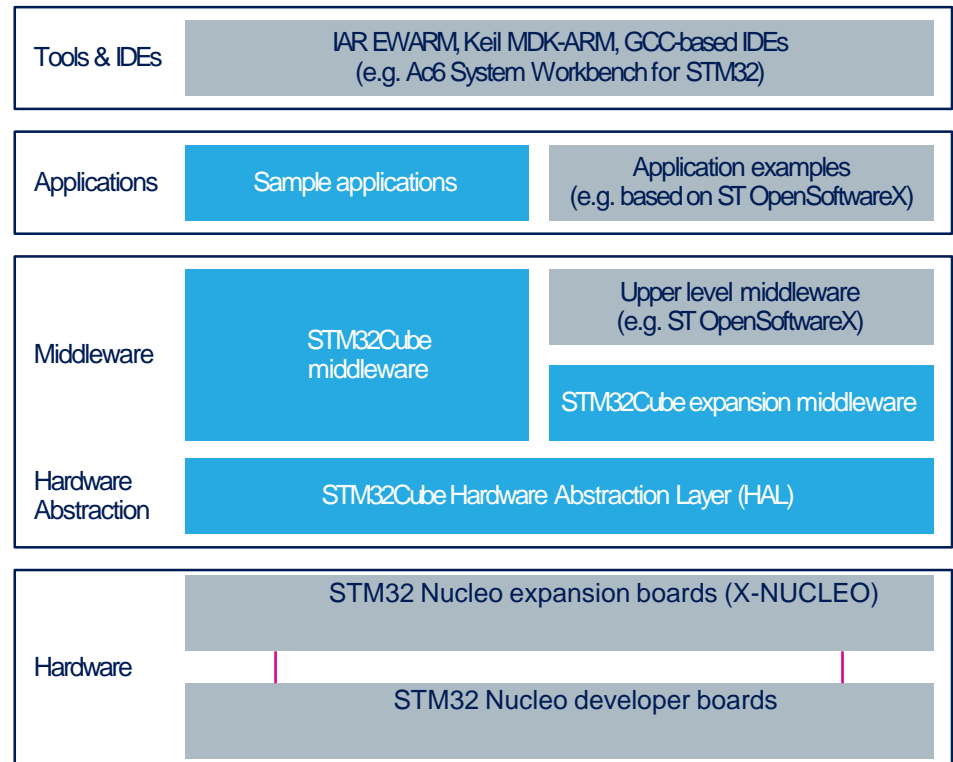 Tools & IDEs
IAR EWARM, Keil MDK-ARM, GCC-based IDEs
(e.g. Ac6 System Workbench for STM32)
Applications
Sample applications
Application examples
(e.g. based on ST OpenSoftwareX)
Middleware
STM32Cube
middleware
Upper level middleware
(e.g. ST OpenSoftwareX)
STM32Cube expansion middleware
Hardware
Abstraction
STM32Cube Hardware Abstraction Layer (HAL)
Hardware
STM32 Nucleo expansion boards (X-NUCLEO)
STM32 Nucleo developer boards